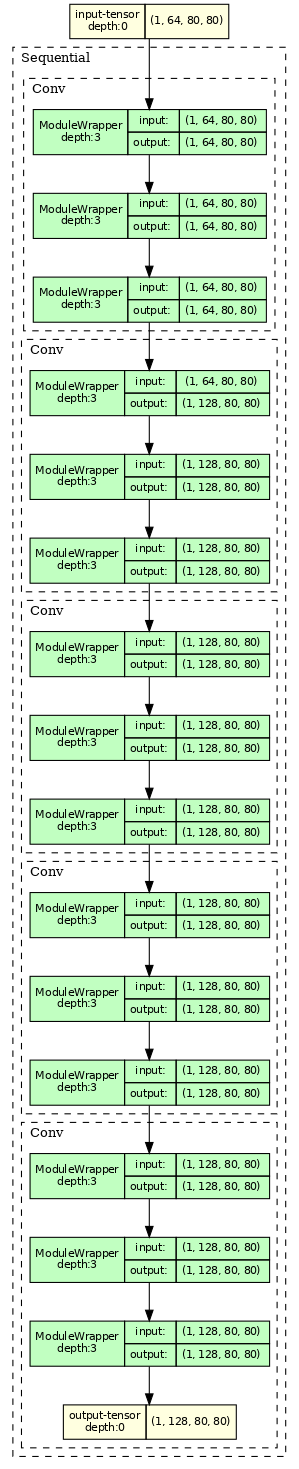 input-tensor
depth:0
(1, 64, 80, 80)
Sequential
Conv
ModuleWrapper
depth:3
input:
(1, 64, 80, 80)
output:
(1, 64, 80, 80)
ModuleWrapper
depth:3
input:
(1, 64, 80, 80)
output:
(1, 64, 80, 80)
ModuleWrapper
depth:3
input:
(1, 64, 80, 80)
output:
(1, 64, 80, 80)
Conv
ModuleWrapper
depth:3
input:
(1, 64, 80, 80)
output:
(1, 128, 80, 80)
ModuleWrapper
depth:3
input:
(1, 128, 80, 80)
output:
(1, 128, 80, 80)
ModuleWrapper
depth:3
input:
(1, 128, 80, 80)
output:
(1, 128, 80, 80)
Conv
ModuleWrapper
depth:3
input:
(1, 128, 80, 80)
output:
(1, 128, 80, 80)
ModuleWrapper
depth:3
input:
(1, 128, 80, 80)
output:
(1, 128, 80, 80)
ModuleWrapper
depth:3
input:
(1, 128, 80, 80)
output:
(1, 128, 80, 80)
Conv
ModuleWrapper
depth:3
input:
(1, 128, 80, 80)
output:
(1, 128, 80, 80)
ModuleWrapper
depth:3
input:
(1, 128, 80, 80)
output:
(1, 128, 80, 80)
ModuleWrapper
depth:3
input:
(1, 128, 80, 80)
output:
(1, 128, 80, 80)
Conv
ModuleWrapper
depth:3
input:
(1, 128, 80, 80)
output:
(1, 128, 80, 80)
ModuleWrapper
depth:3
input:
(1, 128, 80, 80)
output:
(1, 128, 80, 80)
ModuleWrapper
depth:3
input:
(1, 128, 80, 80)
output:
(1, 128, 80, 80)
output-tensor
depth:0
(1, 128, 80, 80)